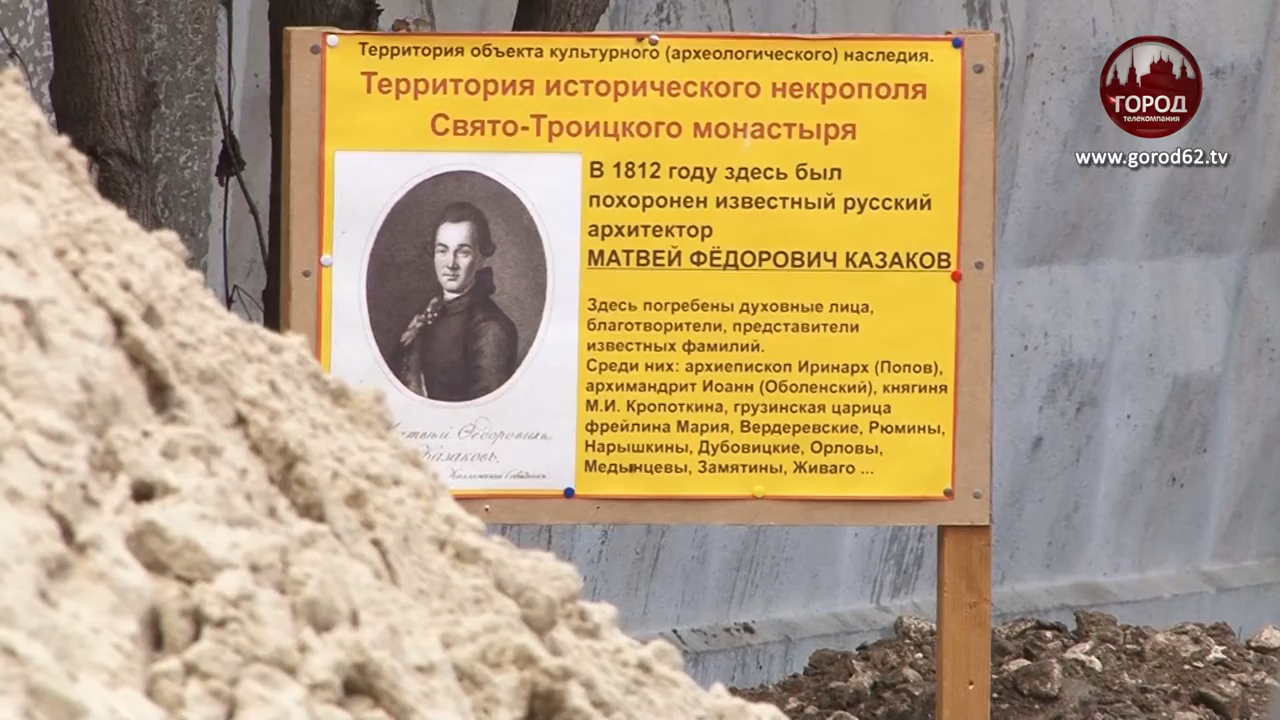 Территория объекта культурного (археологического) наследия.
Территория исторического некрополя
Свято-Троицкого монастыря
В 1812 году здесь был
похоронен известный русский
архитектор
МАТВЕЙ ФЁДОРОВИЧ КАЗАКОВ
Здесь погребены духовные лица,
благотворители, представители
известных фамилий.
Среди них: архиепископ Иринарх (Попов),
архимандрит Иоанн (Оболенский), княгиня
М.И. Кропоткина, грузинская царица
фрейлина Мария, Вердеревские, Рюмины,
Нарышкины, Дубовицкие, Орловы,
Медынцевы, Замятины, Живаго ...
Ѳедоровичь
Казаковъ,
ГОРОД
телекомпания
www.gorod62.tv